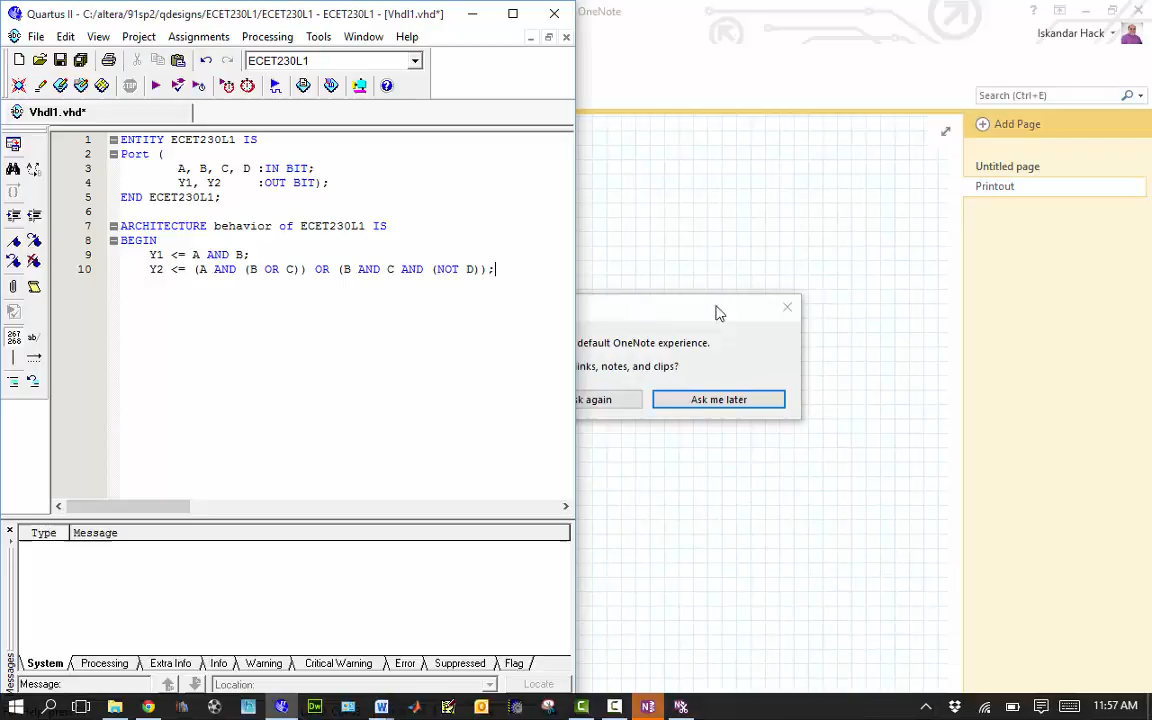 Quartus II - C:/altera/91sp2/qdesigns/ECET230L1/ECET230L1 - ECET230L1 - [Vhdl1.vhd*]
OneNote
File Edit View Project Assignments Processing Tools Window Help
Iskandar Hack
ECET230L1
STOP
Search (Ctrl+E)
Vhdl1.vhd*
Add Page
1 ENTITY ECET230L1 IS
2 Port (
3 A, B, C, D :IN BIT;
4 Y1, Y2 :OUT BIT);
5 END ECET230L1;
6
7 ARCHITECTURE behavior of ECET230L1 IS
8 BEGIN
9 Y1 <= A AND B;
10 Y2 <= (A AND (B OR C)) OR (B AND C AND (NOT D));
Untitled page
Printout
default OneNote experience.
inks, notes, and clips?
sk again
Ask me later
267
268
ab/
Type Message
Messages
System Processing Extra Info Info Warning Critical Warning Error Suppressed Flag
Message:
Location:
Locate
11:57 AM